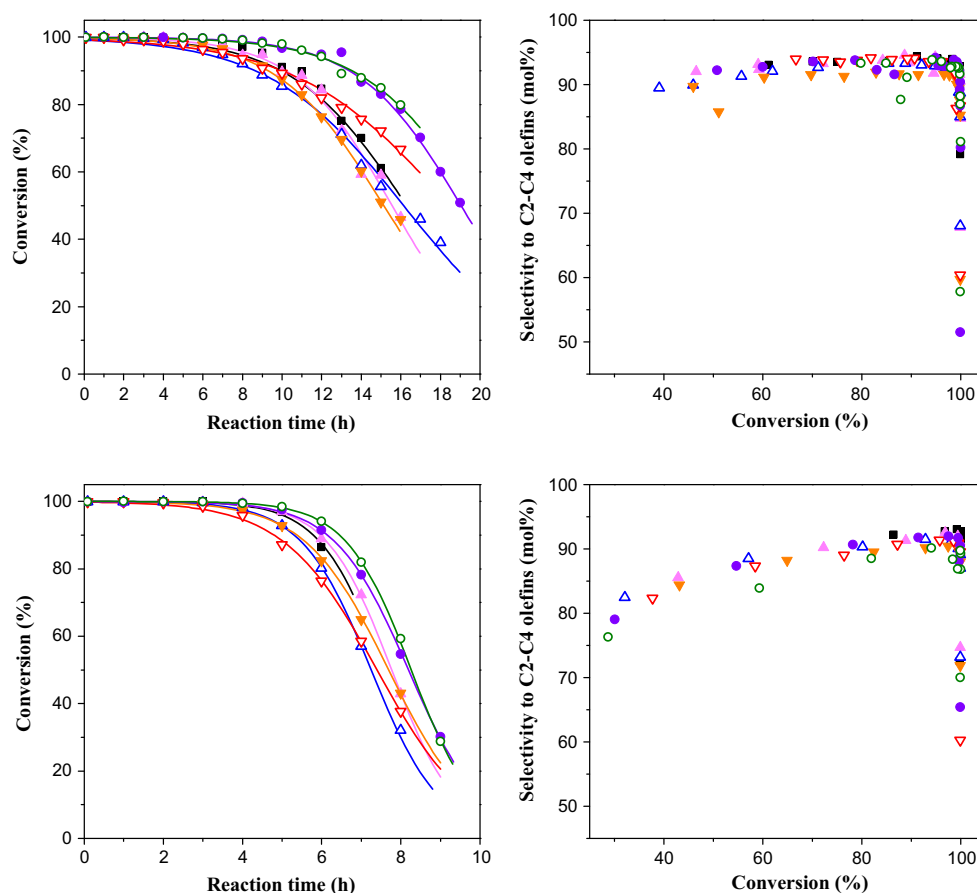 Conversion (%)
100
80
60
40
20
0
0 2 4 6 8 10 12 14 16 18 20
Reaction time (h)
Selectivity to C2-C4 olefins (mol%)
100
90
80
70
60
50
40 60 80 100
Conversion (%)
Conversion (%)
100
80
60
40
20
0
0 2 4 6 8 10
Reaction time (h)
Selectivity to C2-C4 olefins (mol%)
100
90
80
70
60
50
40 60 80 100
Conversion (%)